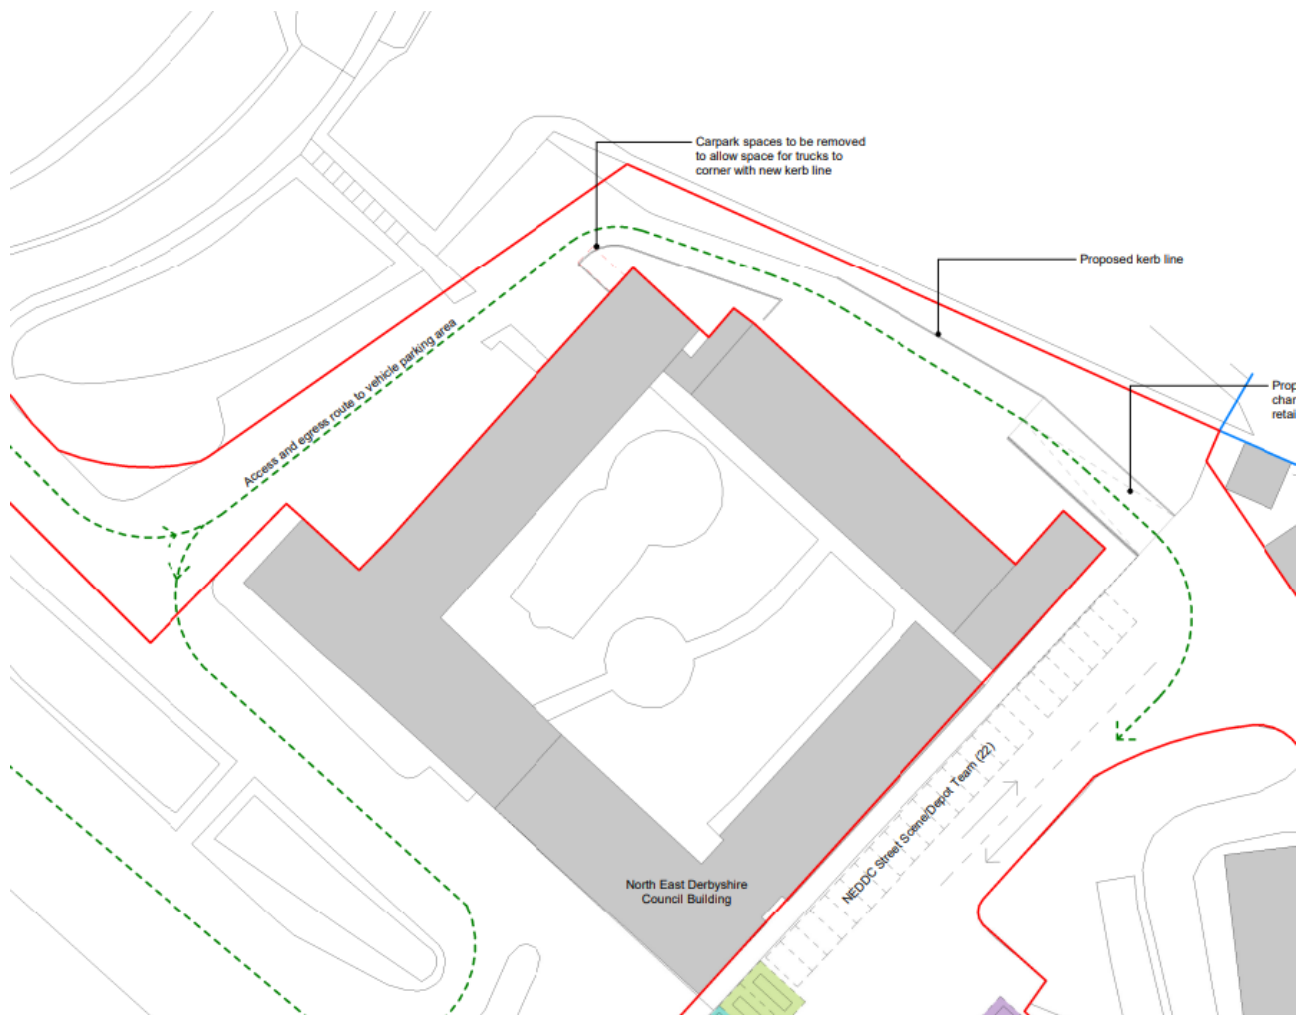 Carpark spaces to be removed
to allow space for trucks to
corner with new kerb line
Proposed kerb line
Access and egress route to vehicle parking area
NEDDC Street Scene/Depot Team (22)
North East Derbyshire
Council Building